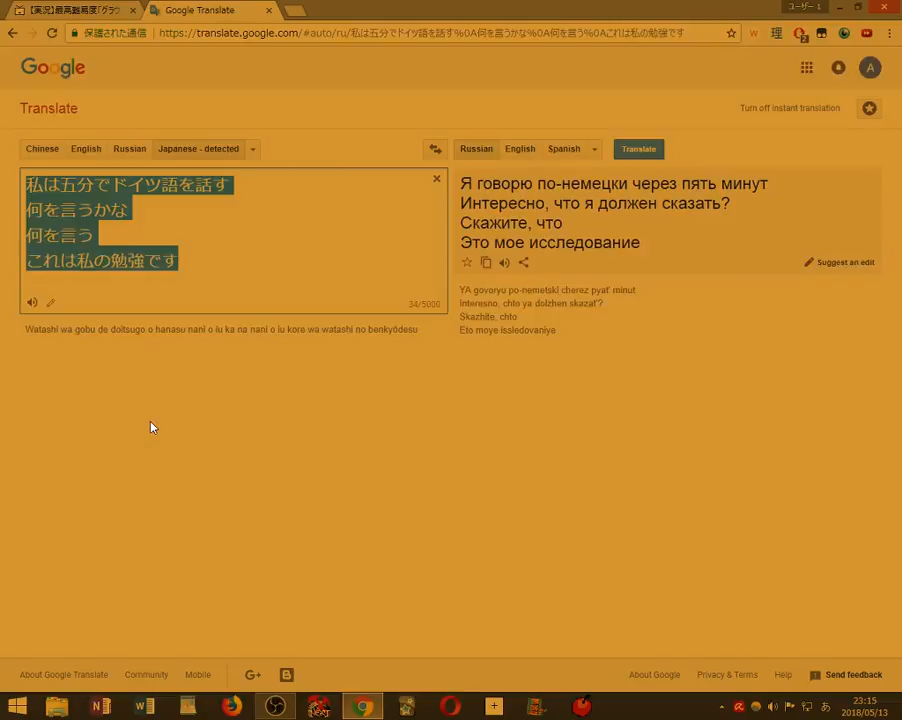 【実況】最高難易度「グラウ
Google Translate
ユーザー 1
保護された通信
https://translate.google.com/#auto/ru/私は五分でドイツ語を話す%0A何を言うかな%0A何を言う%0Aこれは私の勉強です
理
2
Google
A
Translate
Turn off instant translation
Chinese
English
Russian
Japanese - detected
Russian
English
Spanish
Translate
私は五分でドイツ語を話す
何を言うかな
何を言う
これは私の勉強です
34/5000
Watashi wa gobu de doitsugo o hanasu nani o iu ka na nani o iu kore wa watashi no benkyōdesu
Я говорю по-немецки через пять минут
Интересно, что я должен сказать?
Скажите, что
Это мое исследование
Suggest an edit
YA govoryu po-nemetski cherez pyat' minut
Interesno, chto ya dolzhen skazat'?
Skazhite, chto
Eto moye issledovaniye
About Google Translate
Community
Mobile
G+
About Google
Privacy & Terms
Help
Send feedback
あ
23:15
2018/05/13